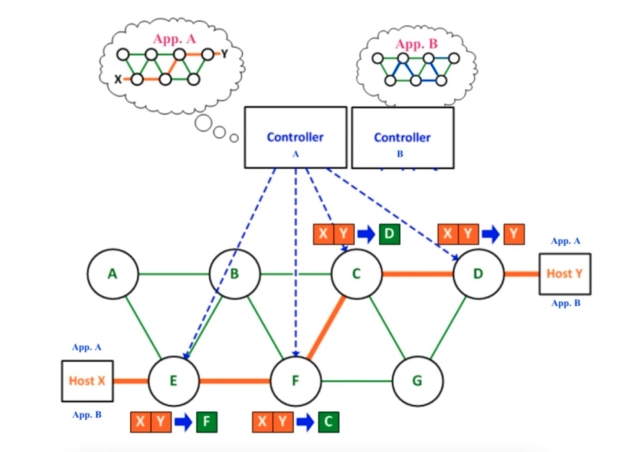 App. A
Y
X
App. B
Controller
A
Controller
B
X Y D
X Y Y
App. A
A
B
C
D
Host Y
App. B
App. A
Host X
E
F
G
App. B
X Y F
X Y C